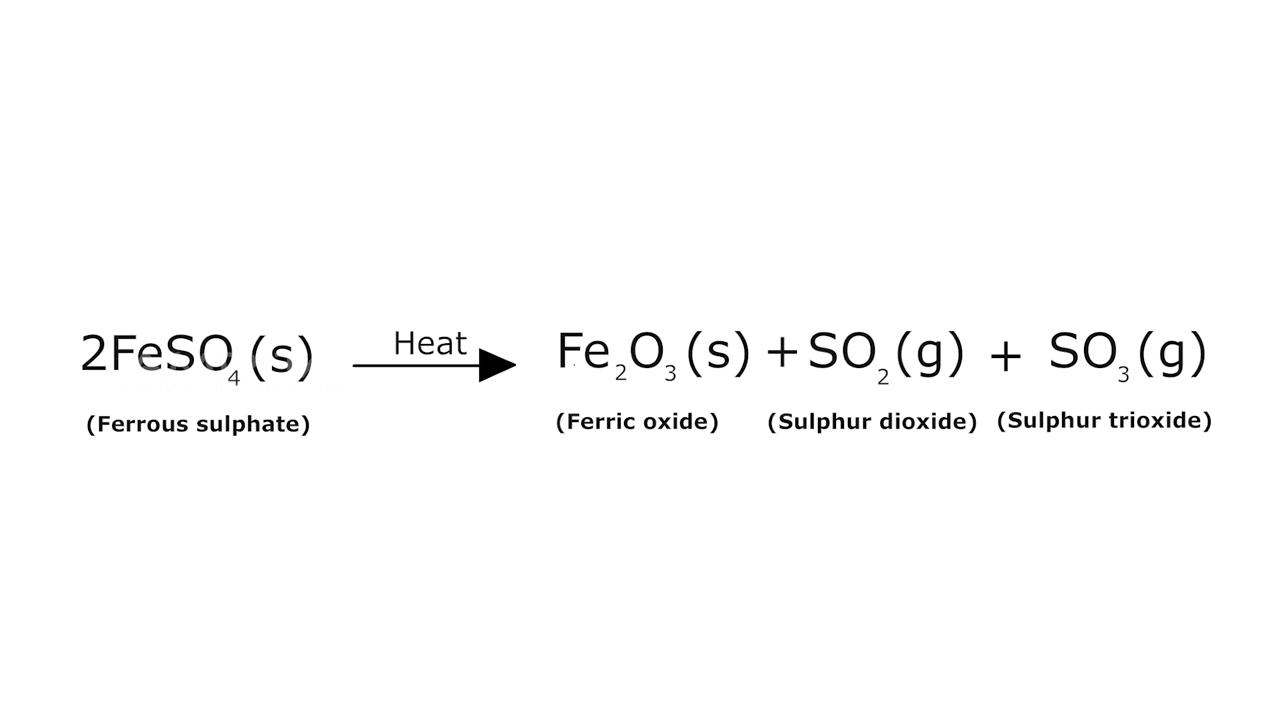 Heat
2FeSO₄(s) → Fe₂O₃(s) + SO₂(g) + SO₃(g)
(Ferrous sulphate) (Ferric oxide) (Sulphur dioxide) (Sulphur trioxide)